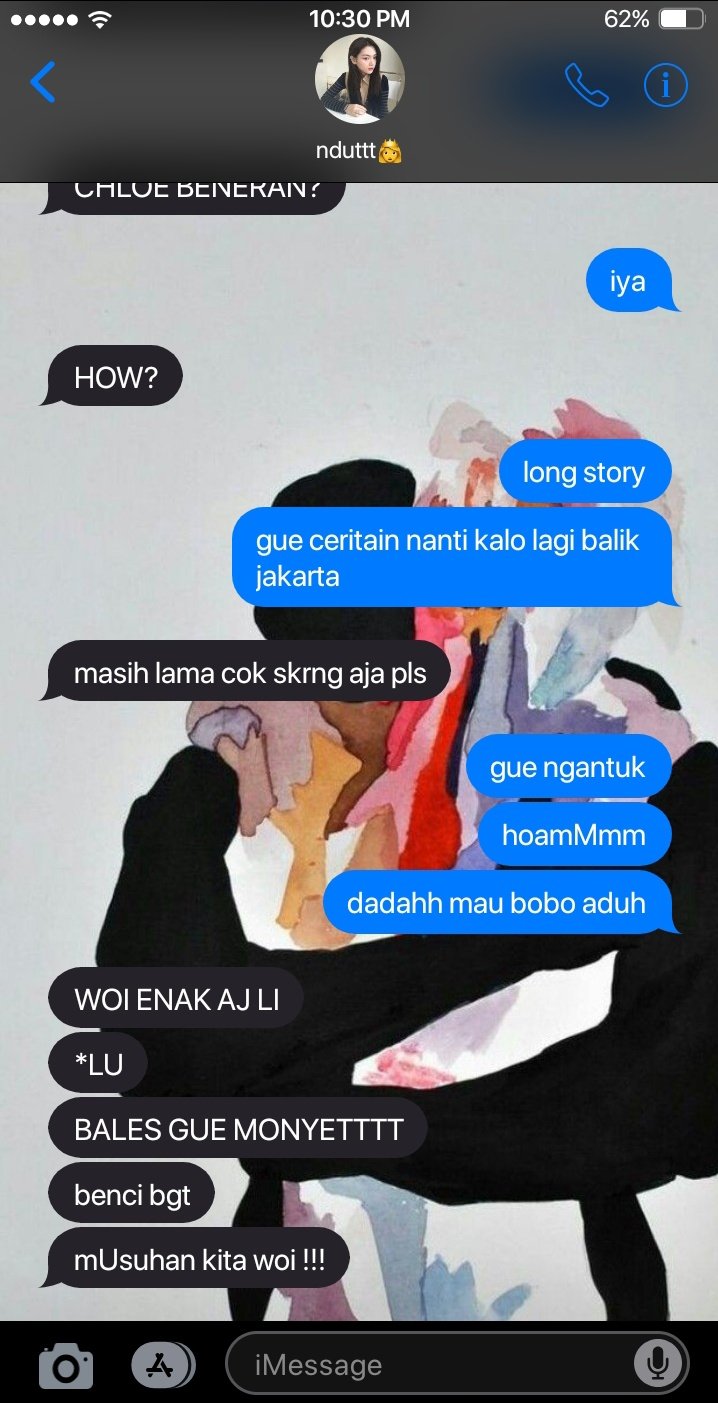 10:30 PM
62%
nduttt👸
CHLOE BENERAN?
iya
HOW?
long story
gue ceritain nanti kalo lagi balik
jakarta
masih lama cok skrng aja pls
gue ngantuk
hoamMmm
dadahh mau bobo aduh
WOI ENAK AJ LI
*LU
BALES GUE MONYETTTT
benci bgt
mUsuhan kita woi !!!
iMessage